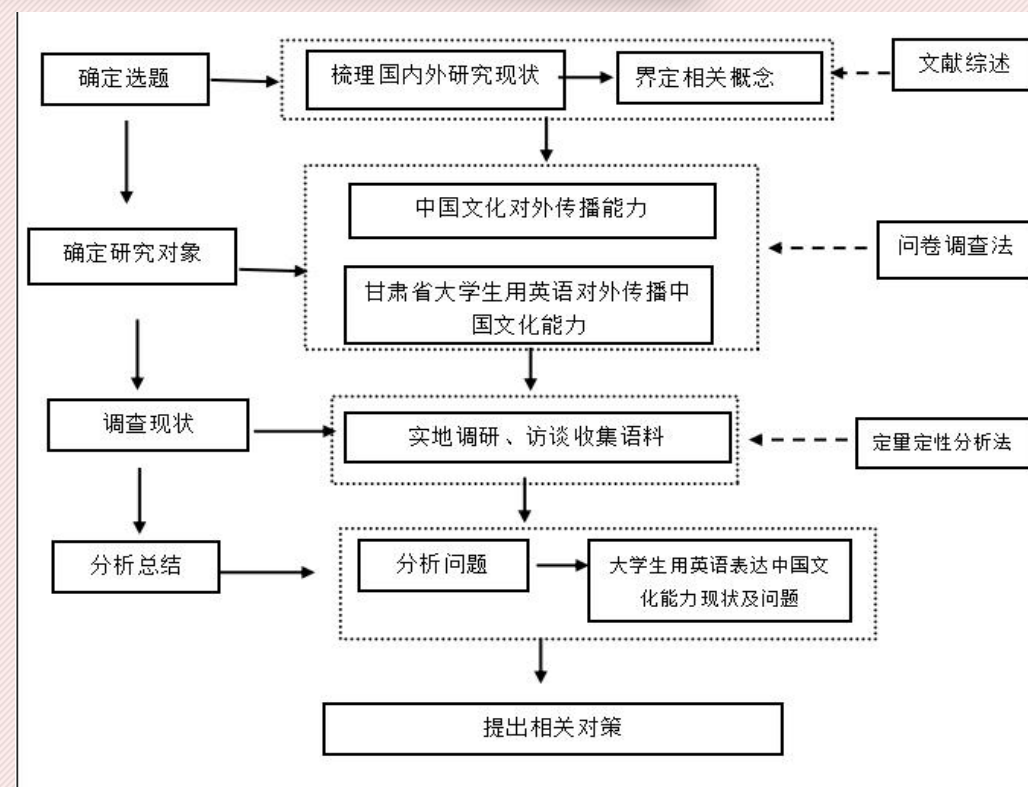 确定选题
梳理国内外研究现状
界定相关概念
文献综述
中国文化对外传播能力
确定研究对象
问卷调查法
甘肃省大学生用英语对外传播中
国文化能力
调查现状
实地调研、访谈收集语料
定量定性分析法
分析总结
分析问题
大学生用英语表达中国文
化能力现状及问题
提出相关对策